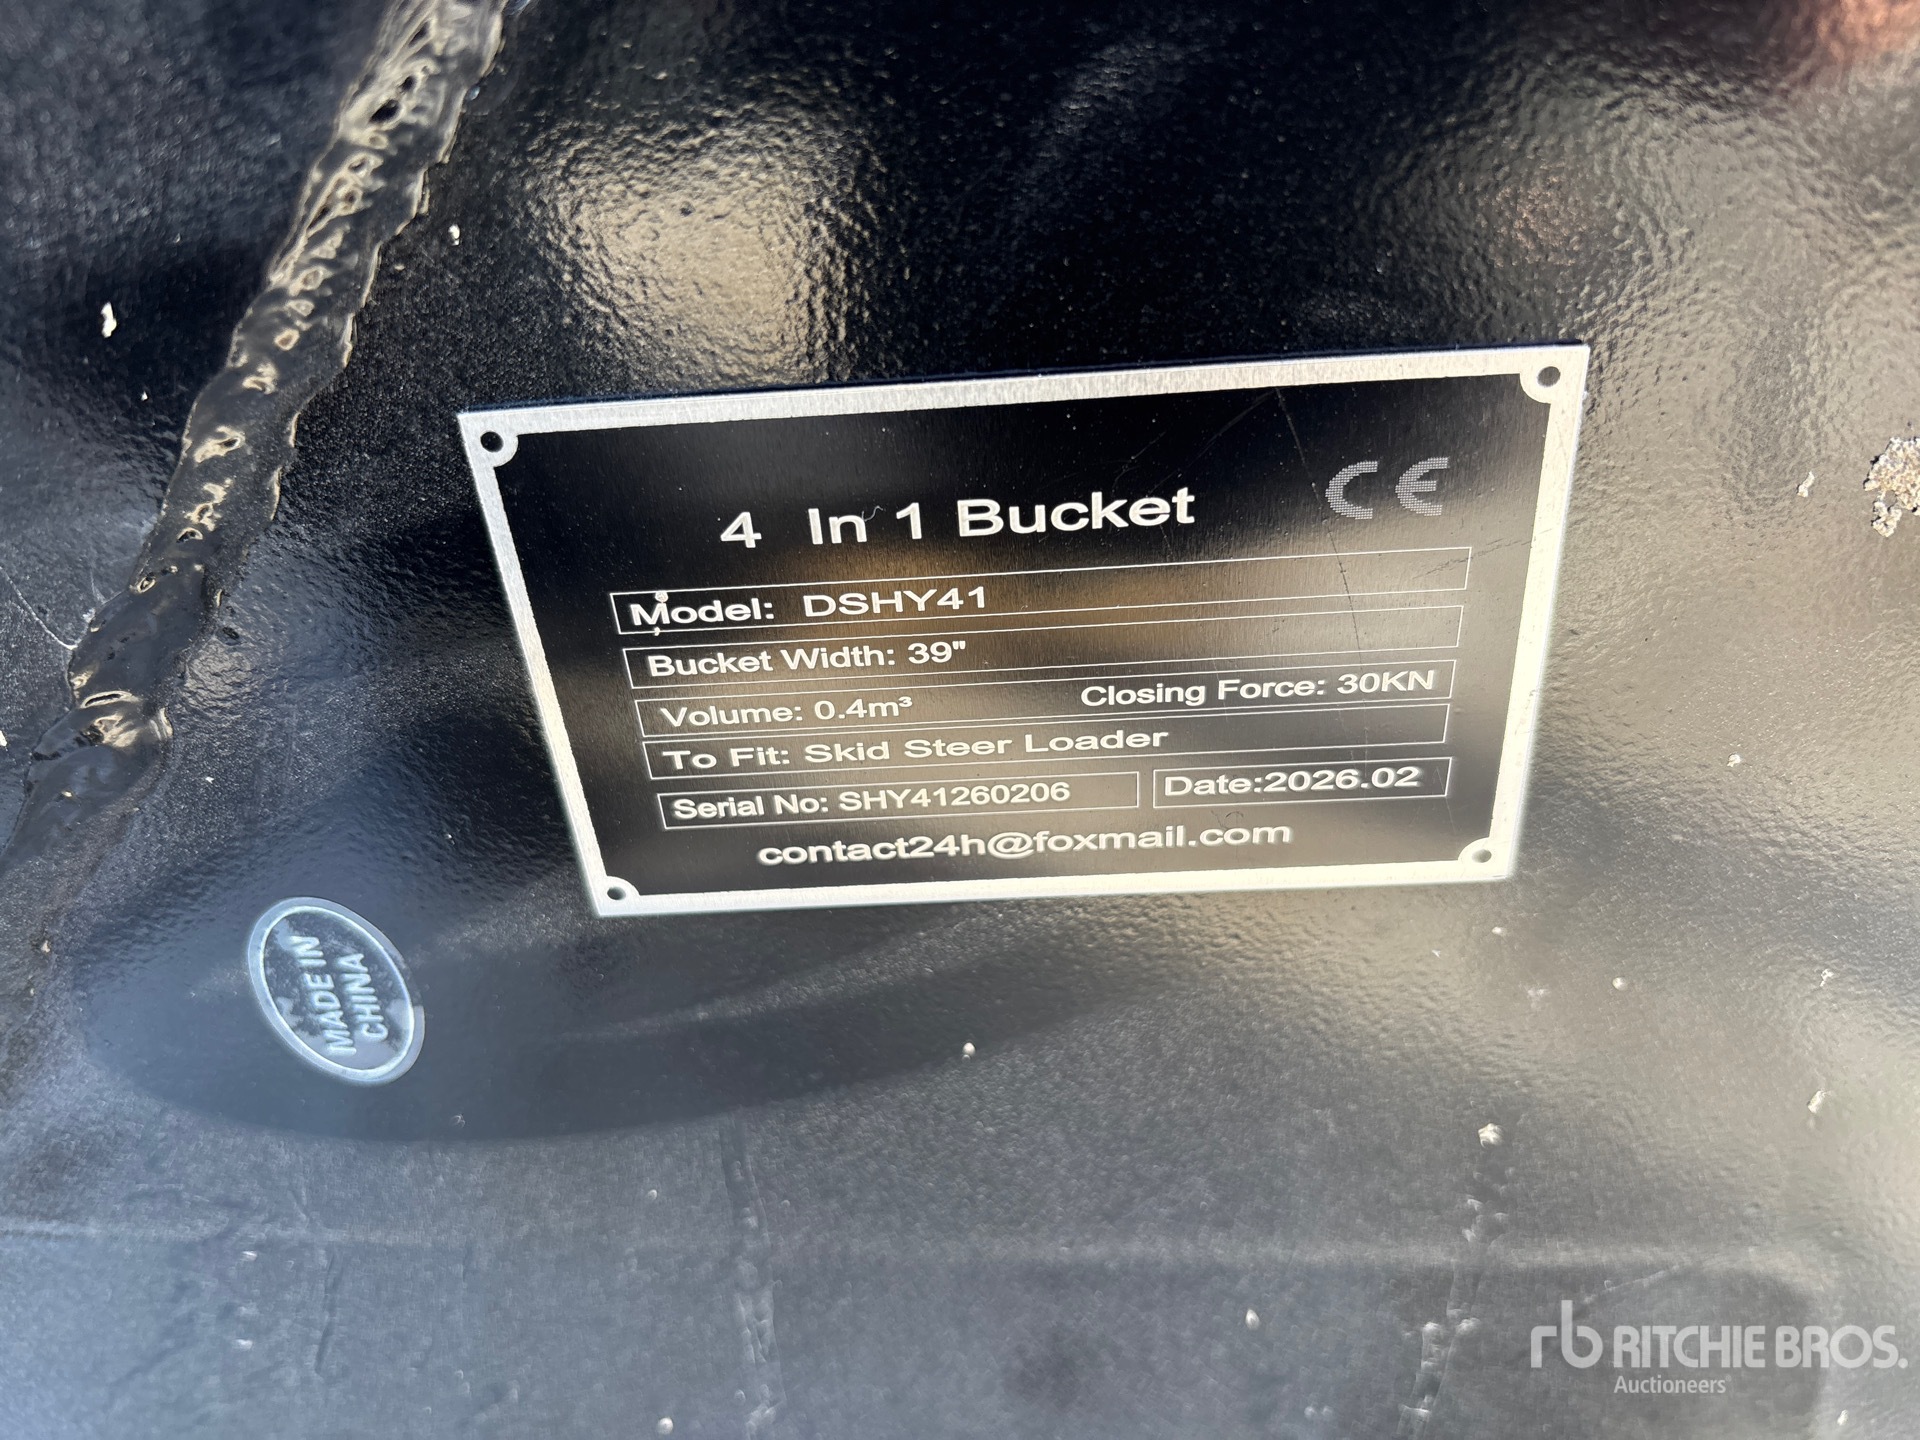 4 In 1 Bucket
CE
Model: DSHY41
Bucket Width: 39"
Volume: 0.4m³ Closing Force: 30KN
To Fit: Skid Steer Loader
Serial No: SHY41260206 Date:2026.02
contact24h@foxmail.com
MADE IN
CHINA
rb RITCHIE BROS.
Auctioneers